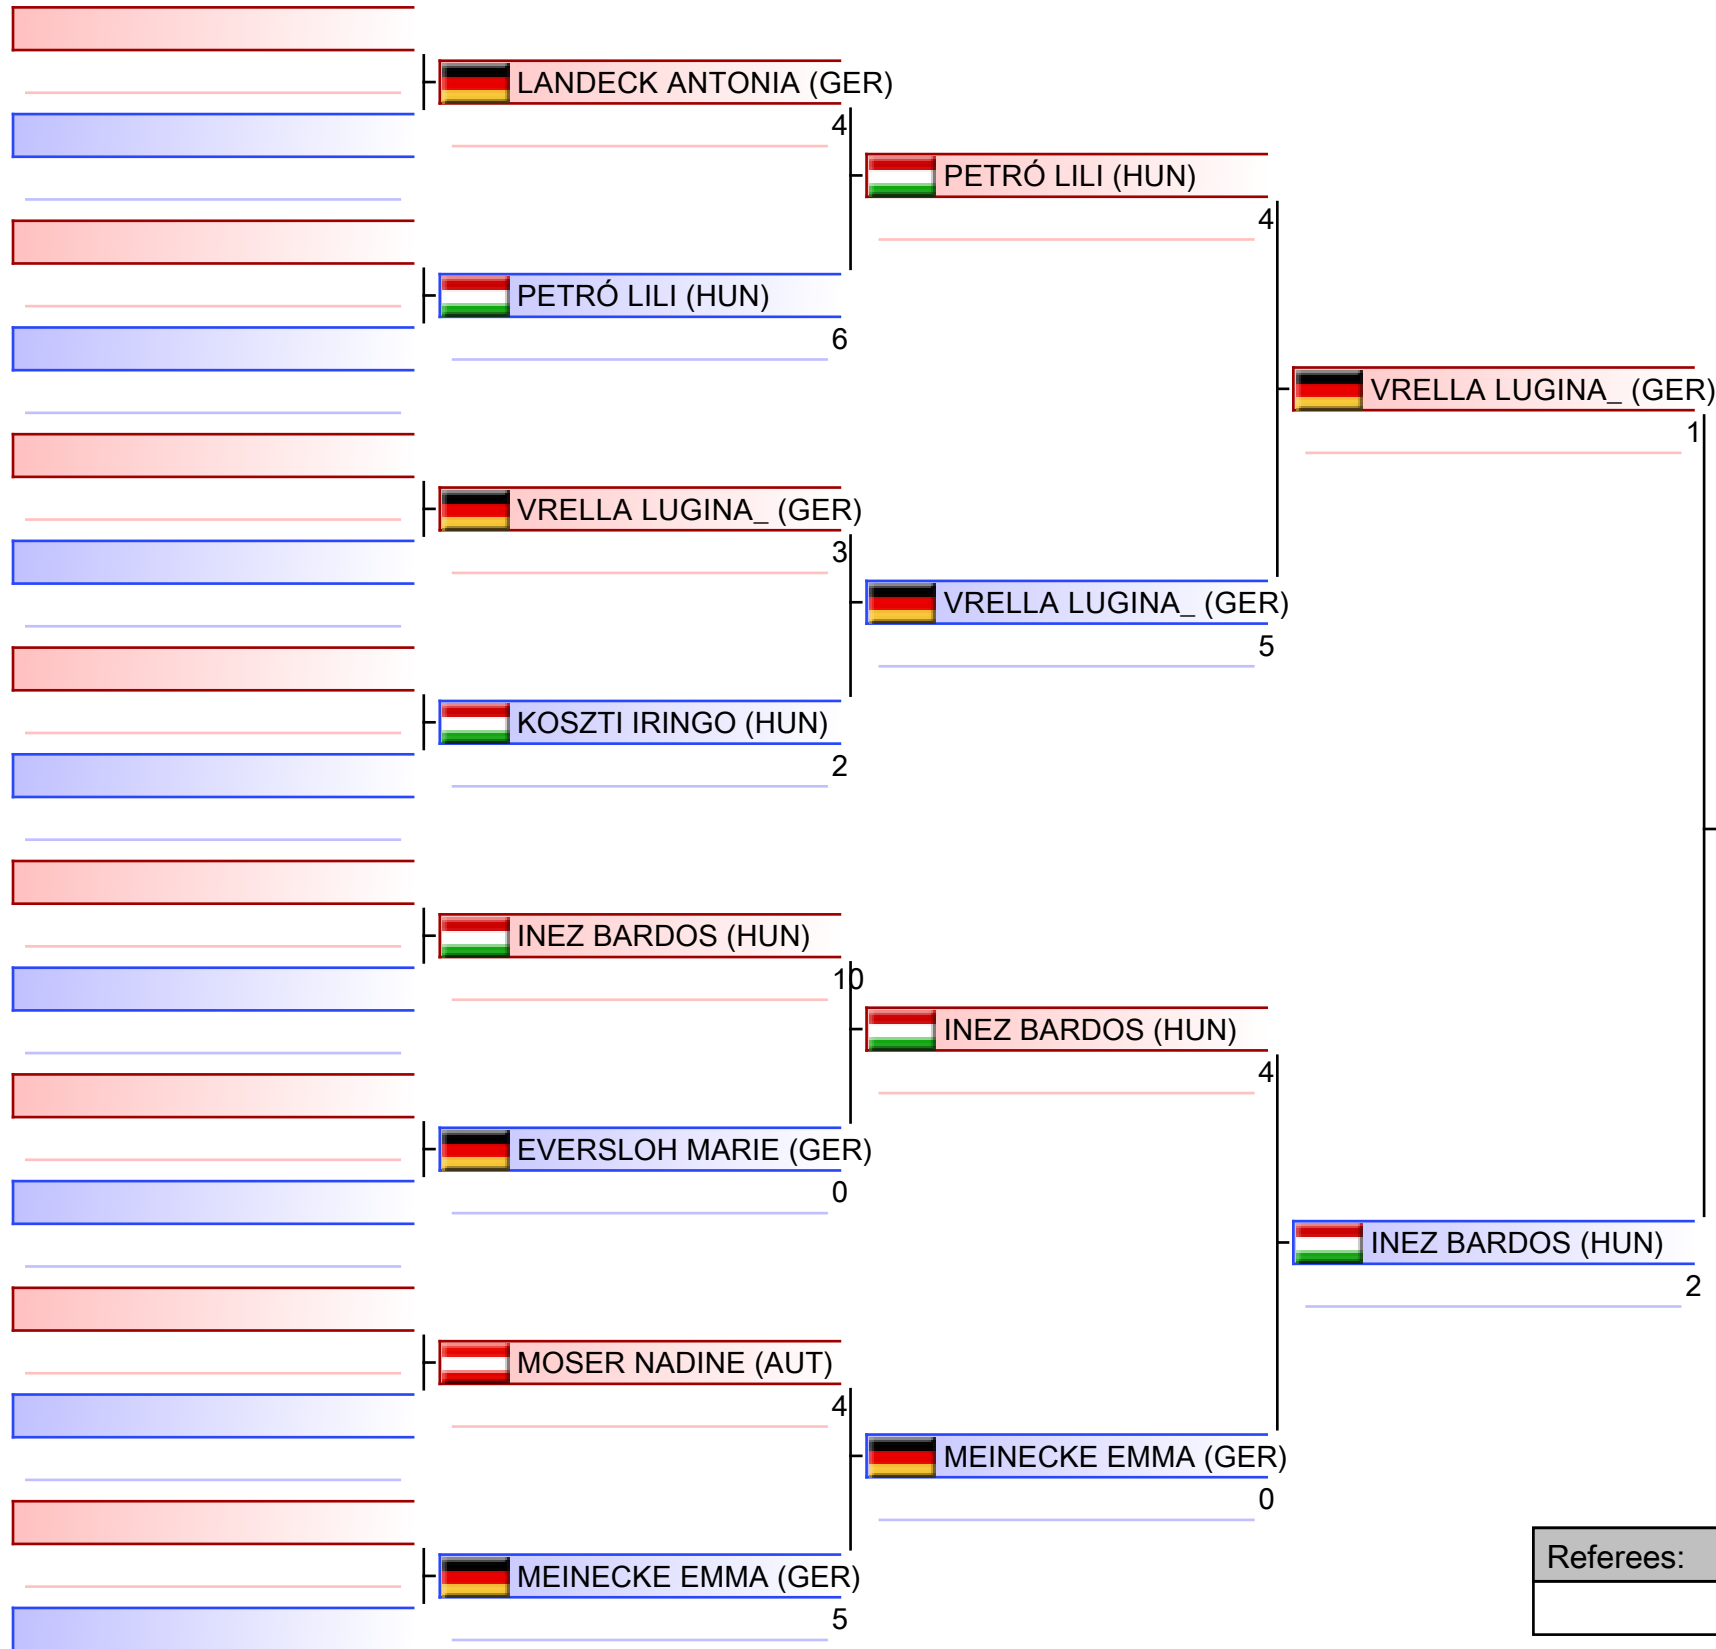 LANDECK ANTONIA (GER)
4
PETRÓ LILI (HUN)
4
PETRÓ LILI (HUN)
6
VRELLA LUGINA_ (GER)
1
VRELLA LUGINA_ (GER)
3
VRELLA LUGINA_ (GER)
5
KOSZTI IRINGO (HUN)
2
INEZ BARDOS (HUN)
10
INEZ BARDOS (HUN)
4
EVERSLOH MARIE (GER)
0
INEZ BARDOS (HUN)
2
MOSER NADINE (AUT)
4
MEINECKE EMMA (GER)
0
MEINECKE EMMA (GER)
5
Referees: